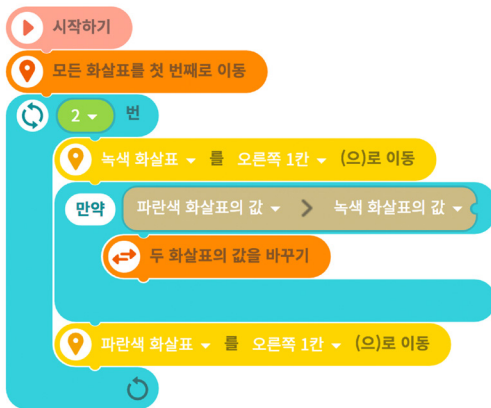 시작하기
모든 화살표를 첫 번째로 이동
2 번
녹색 화살표 를 오른쪽 1칸 (으)로 이동
만약 파란색 화살표의 값 > 녹색 화살표의 값
두 화살표의 값을 바꾸기
파란색 화살표 를 오른쪽 1칸 (으)로 이동